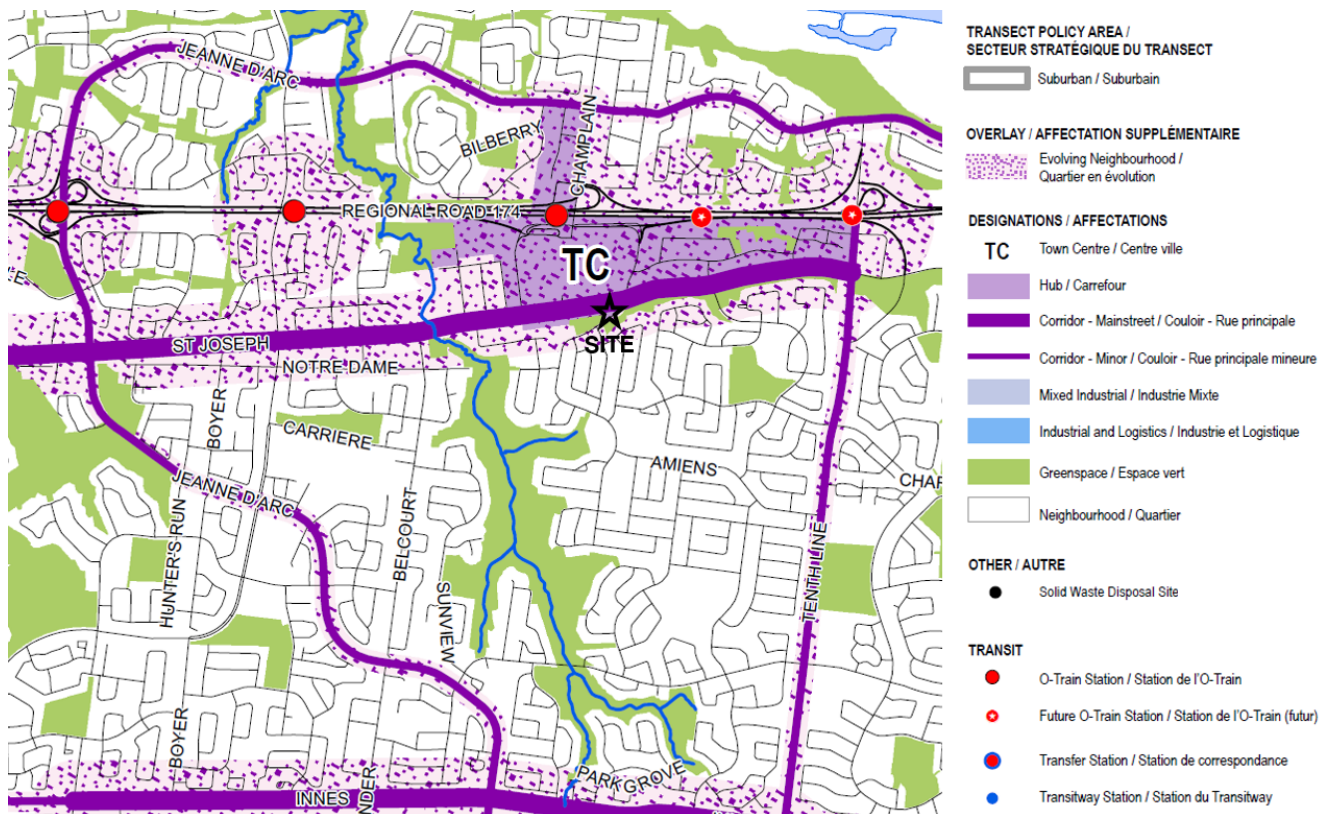 JEANNE D'ARC
BILBERRY
CHAMPLAIN
REGIONAL ROAD 174
TC
SITE
ST JOSEPH
NOTRE DAME
BOYER
CARRIERE
AMIENS
JEANNE D'ARC
HUNTER'S RUN
BELCOURT
SUNVIEW
TENTH LINE
BOYER
PARKGROVE
INNES
TRANSECT POLICY AREA /
SECTEUR STRATÉGIQUE DU TRANSECT
Suburban / Suburbain
OVERLAY / AFFECTATION SUPPLÉMENTAIRE
Evolving Neighbourhood /
Quartier en évolution
DESIGNATIONS / AFFECTATIONS
TC Town Centre / Centre ville
Hub / Carrefour
Corridor - Mainstreet / Couloir - Rue principale
Corridor - Minor / Couloir - Rue principale mineure
Mixed Industrial / Industrie Mixte
Industrial and Logistics / Industrie et Logistique
Greenspace / Espace vert
Neighbourhood / Quartier
OTHER / AUTRE
Solid Waste Disposal Site
TRANSIT
O-Train Station / Station de l'O-Train
Future O-Train Station / Station de l'O-Train (futur)
Transfer Station / Station de correspondance
Transitway Station / Station du Transitway